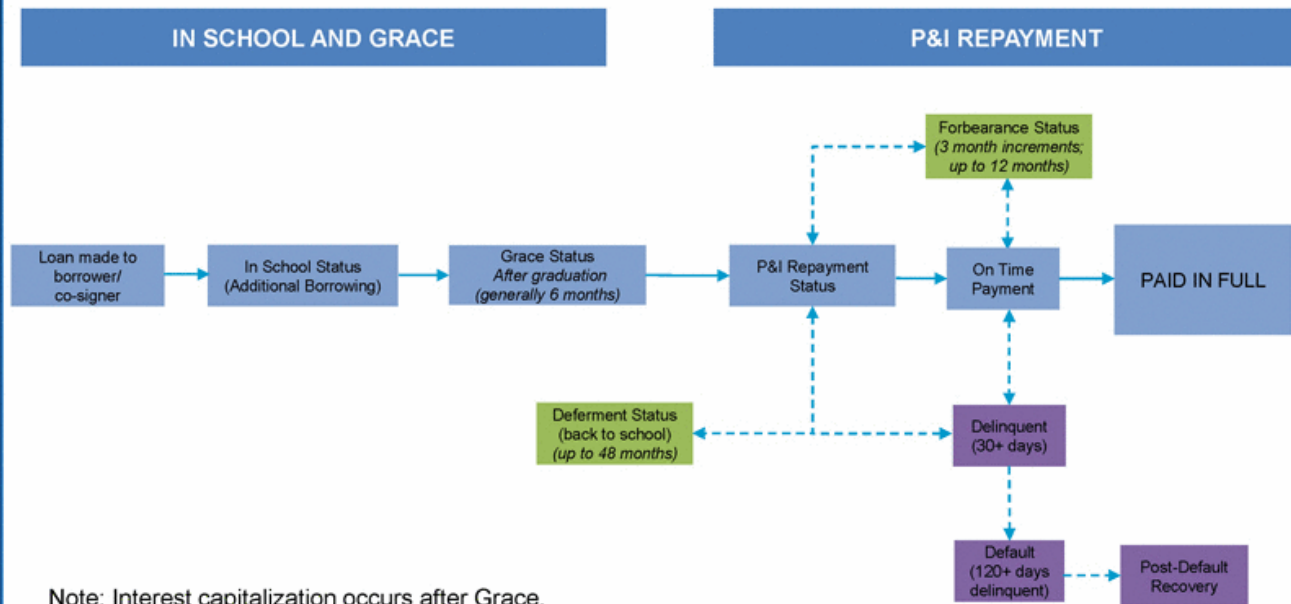 IN SCHOOL AND GRACE
P&I REPAYMENT
Forbearance Status
(3 month increments;
up to 12 months)
Loan made to
borrower/
co-signer
In School Status
(Additional Borrowing)
Grace Status
After graduation
(generally 6 months)
P&I Repayment
Status
On Time
Payment
PAID IN FULL
Deferment Status
(back to school)
(up to 48 months)
Delinquent
(30+ days)
Default
(120+ days
delinquent)
Post-Default
Recovery
Note: Interest capitalization occurs after Grace.